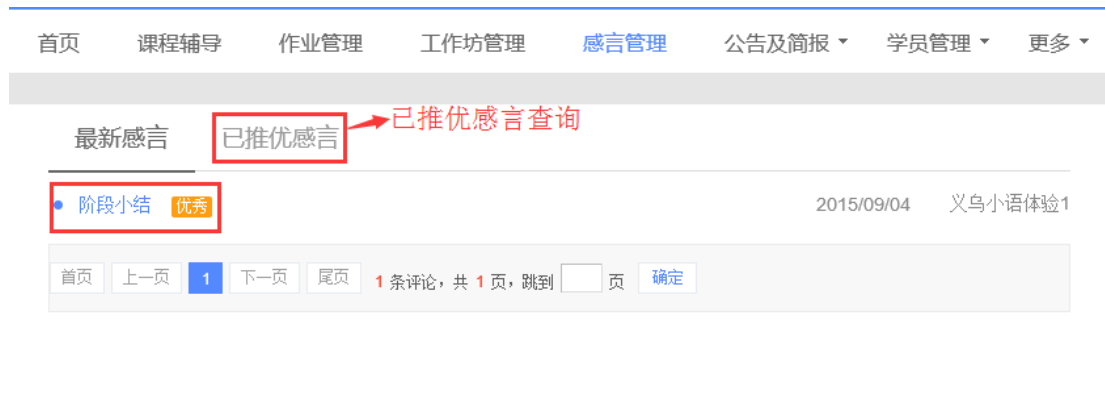 首页 课程辅导 作业管理 工作坊管理 感言管理 公告及简报 学员管理 更多
最新感言 已推优感言 已推优感言查询
阶段小结 优秀 2015/09/04 义乌小语体验1
首页 上一页 1 下一页 尾页 1 条评论，共 1 页，跳到 页 确定